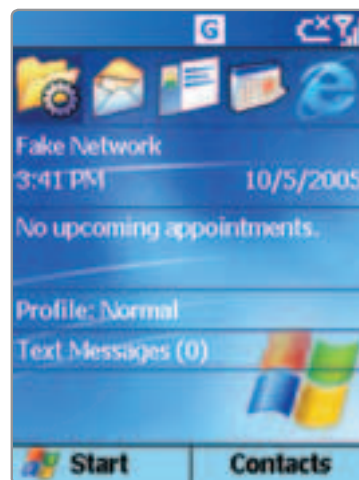 G
Fake Network
3:41 PM 10/5/2005
No upcoming appointments.
Profile: Normal
Text Messages (0)
Start Contacts